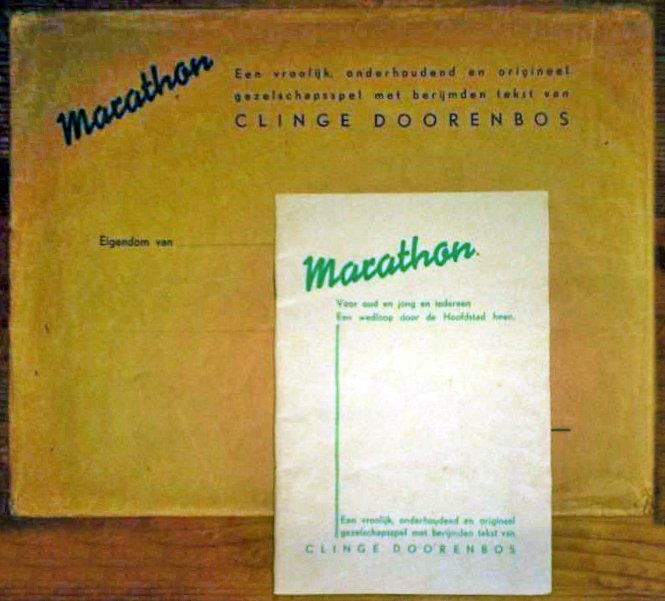 Marathon
Een vroolijk, onderhoudend en origineel
gezelschapsspel met berijmden tekst van
CLINGE DOORENBOS
Eigendom van
Marathon
Voor oud en jong en iedereen
Een wedloop door de Hoofdstad heen.
Een vroolijk, onderhoudend en origineel
gezelschapsspel met berijmden tekst van
CLINGE DOORENBOS